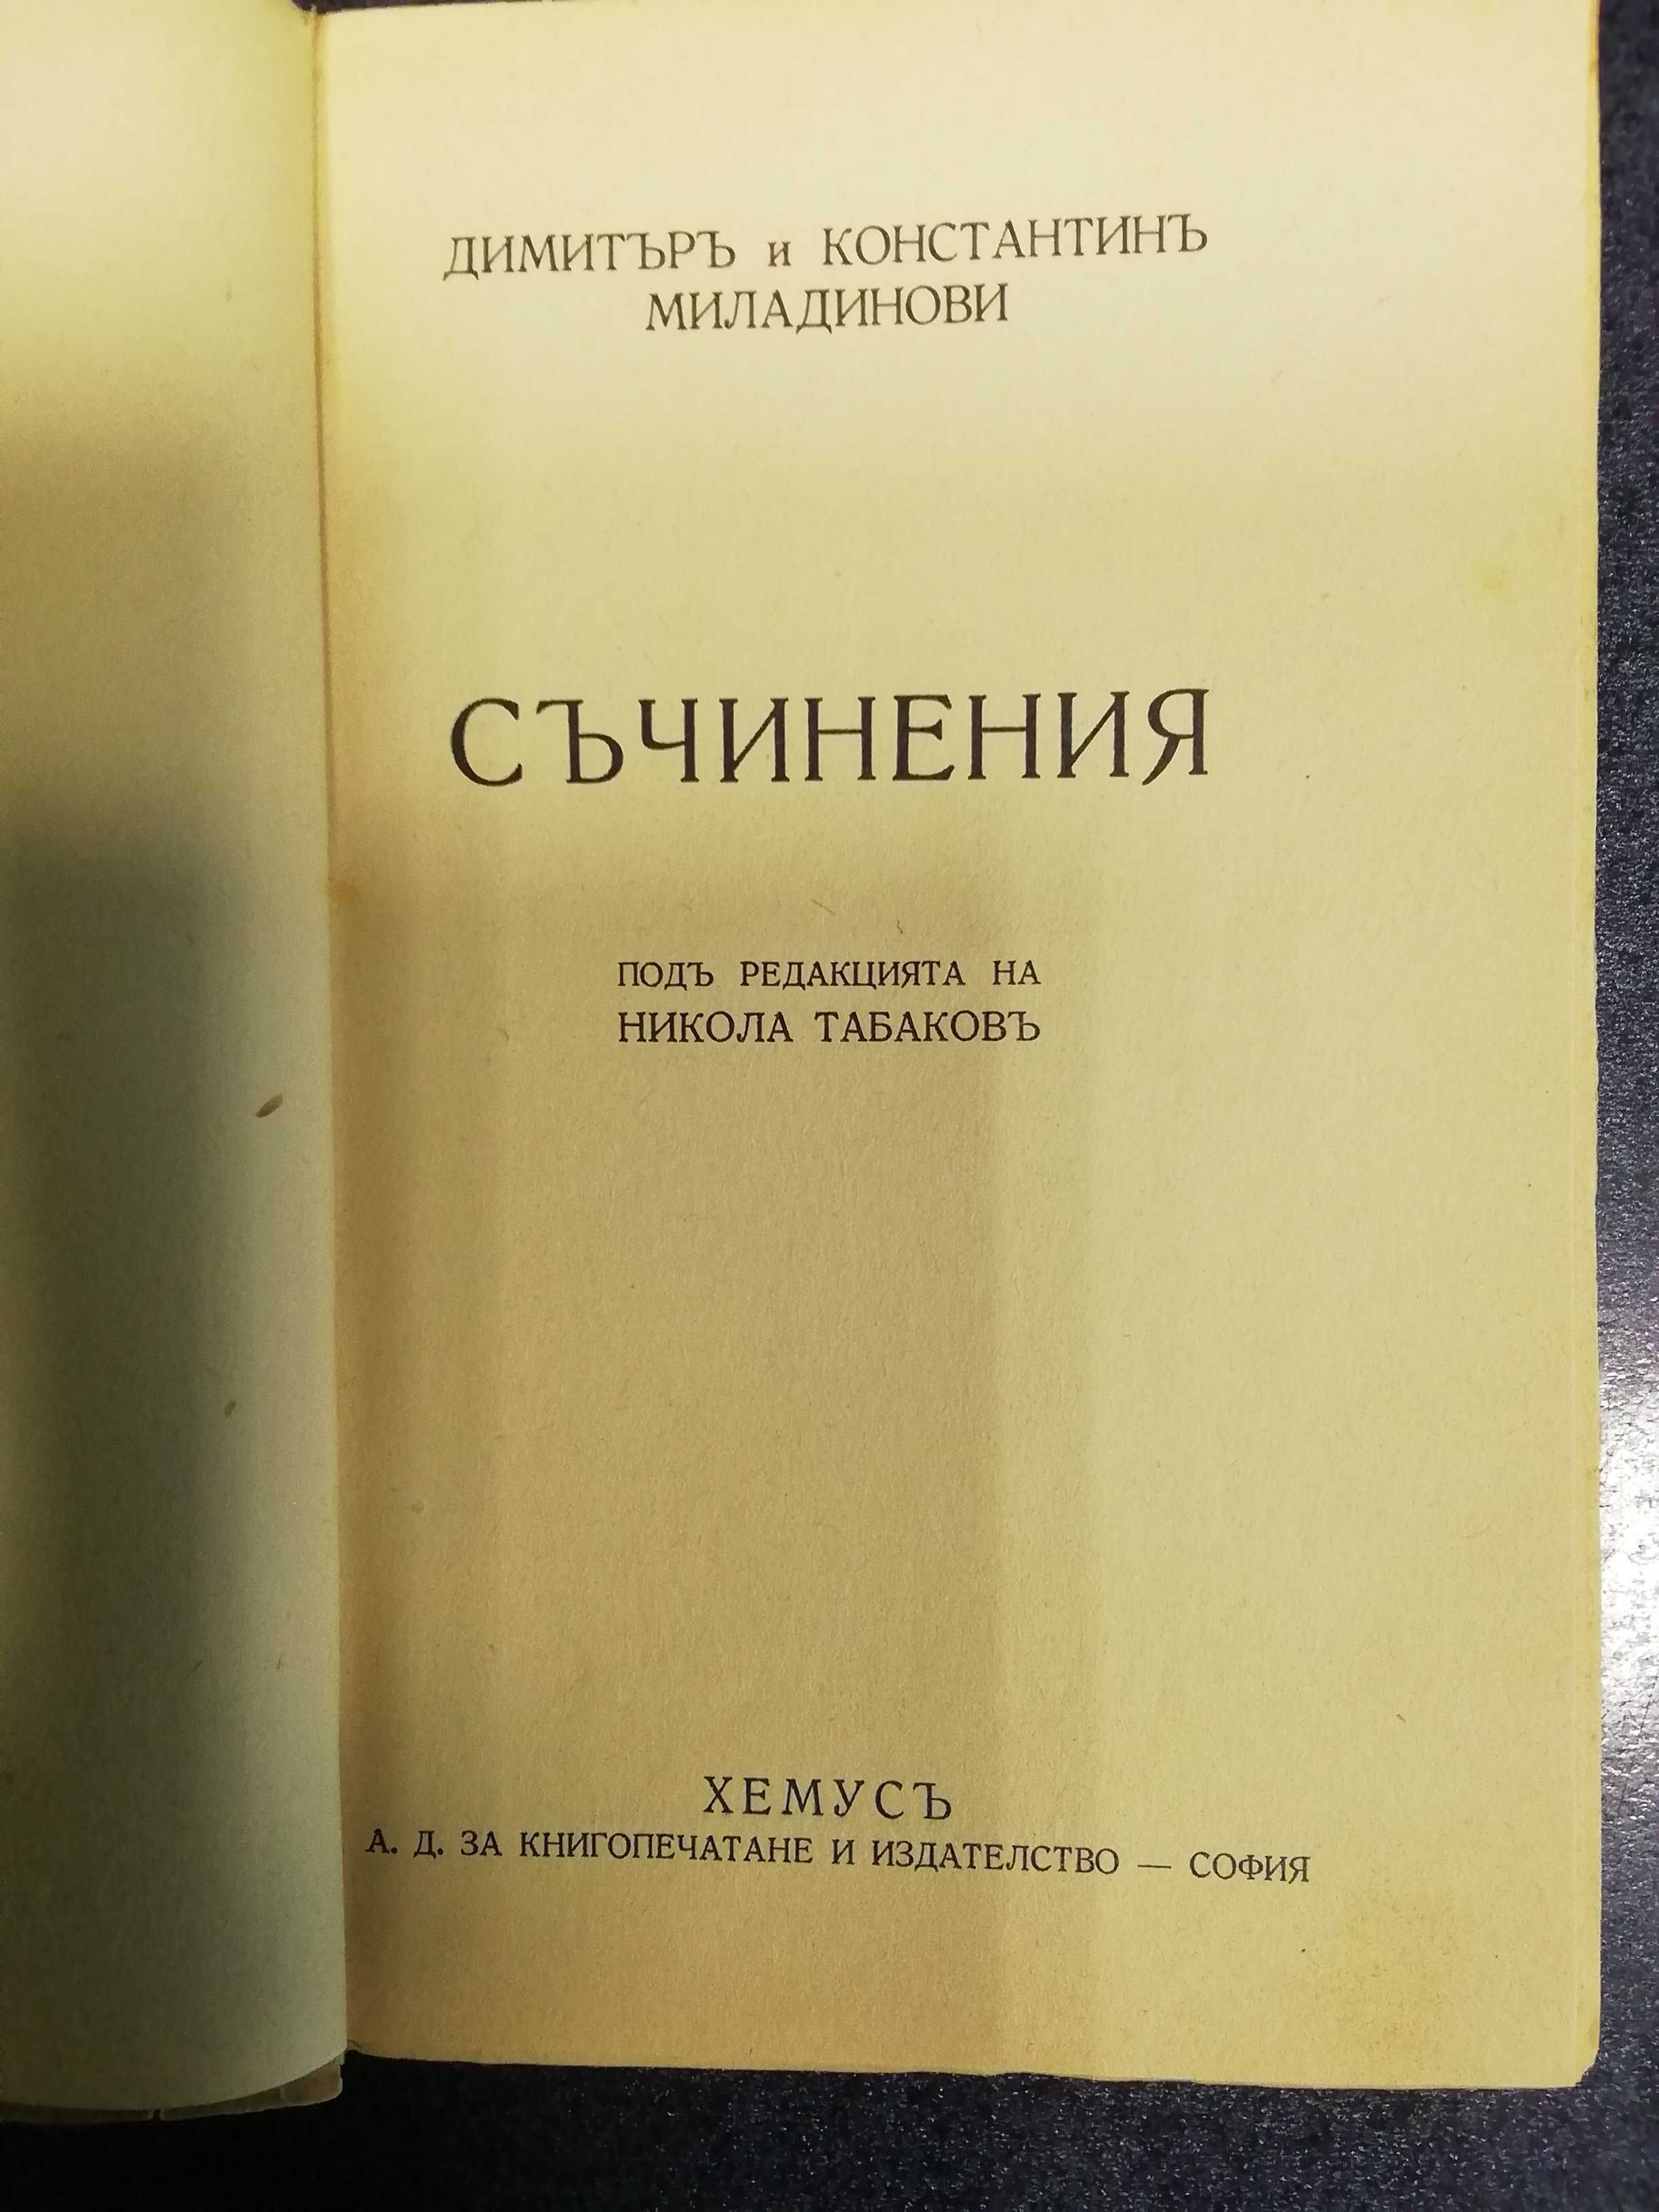 ДИМИТЪРЪ и КОНСТАНТИНЪ
МИЛАДИНОВИ
СЪЧИНЕНИЯ
ПОДЪ РЕДАКЦИЯТА НА
НИКОЛА ТАБАКОВЪ
ХЕМУСЪ
А. Д. ЗА КНИГОПЕЧАТАНЕ И ИЗДАТЕЛСТВО — СОФИЯ